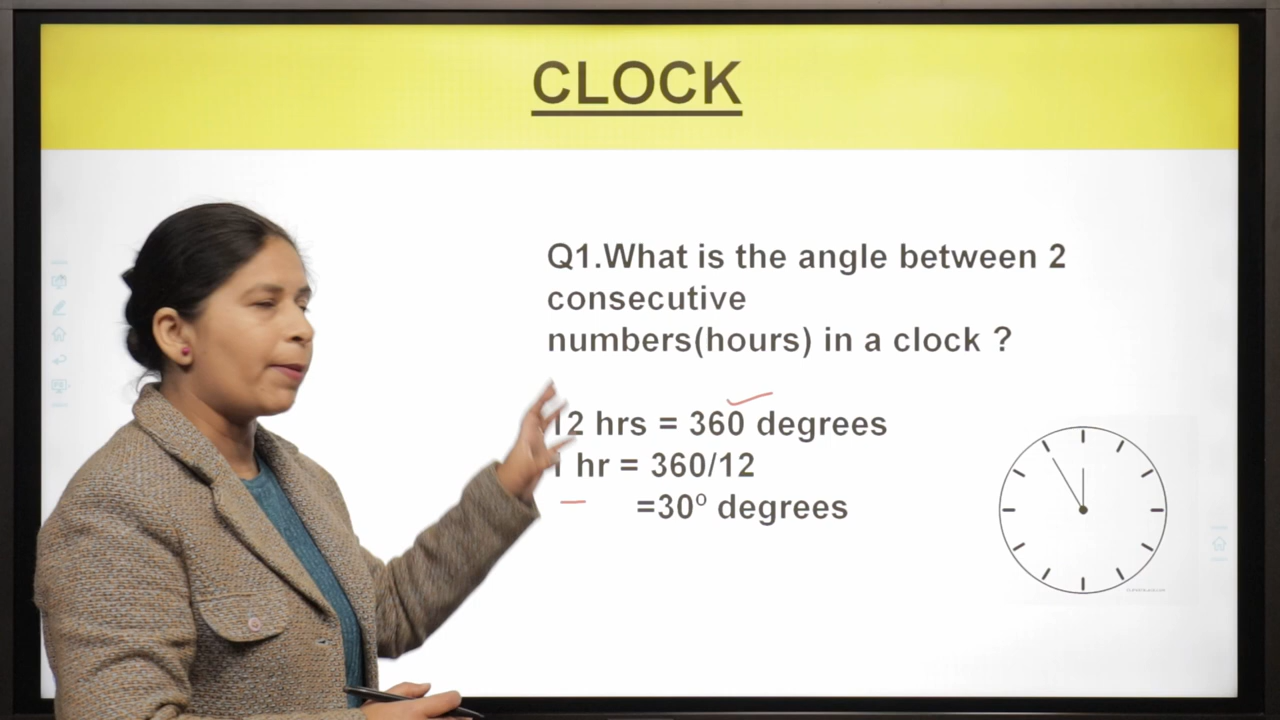 CLOCK
Q1.What is the angle between 2
consecutive
numbers(hours) in a clock ?
12 hrs = 360 degrees
1 hr = 360/12
=30º degrees